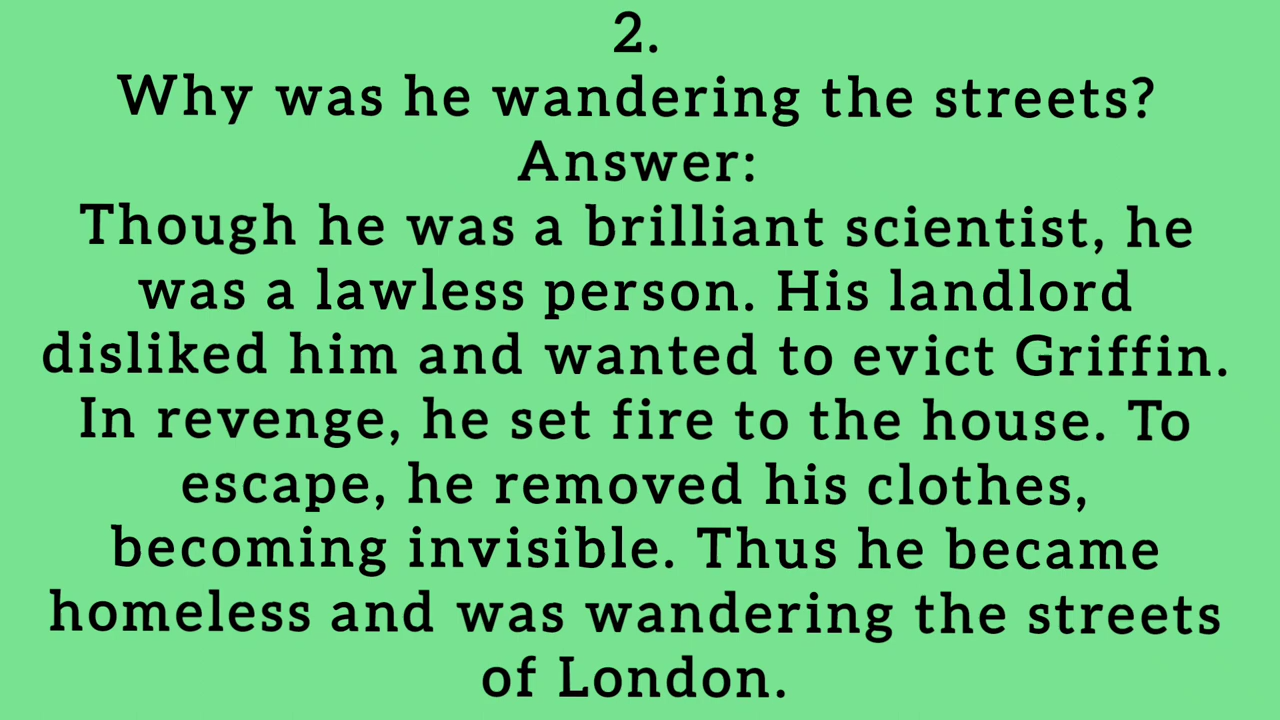 2.
Why was he wandering the streets?
Answer:
Though he was a brilliant scientist, he
was a lawless person. His landlord
disliked him and wanted to evict Griffin.
In revenge, he set fire to the house. To
escape, he removed his clothes,
becoming invisible. Thus he became
homeless and was wandering the streets
of London.